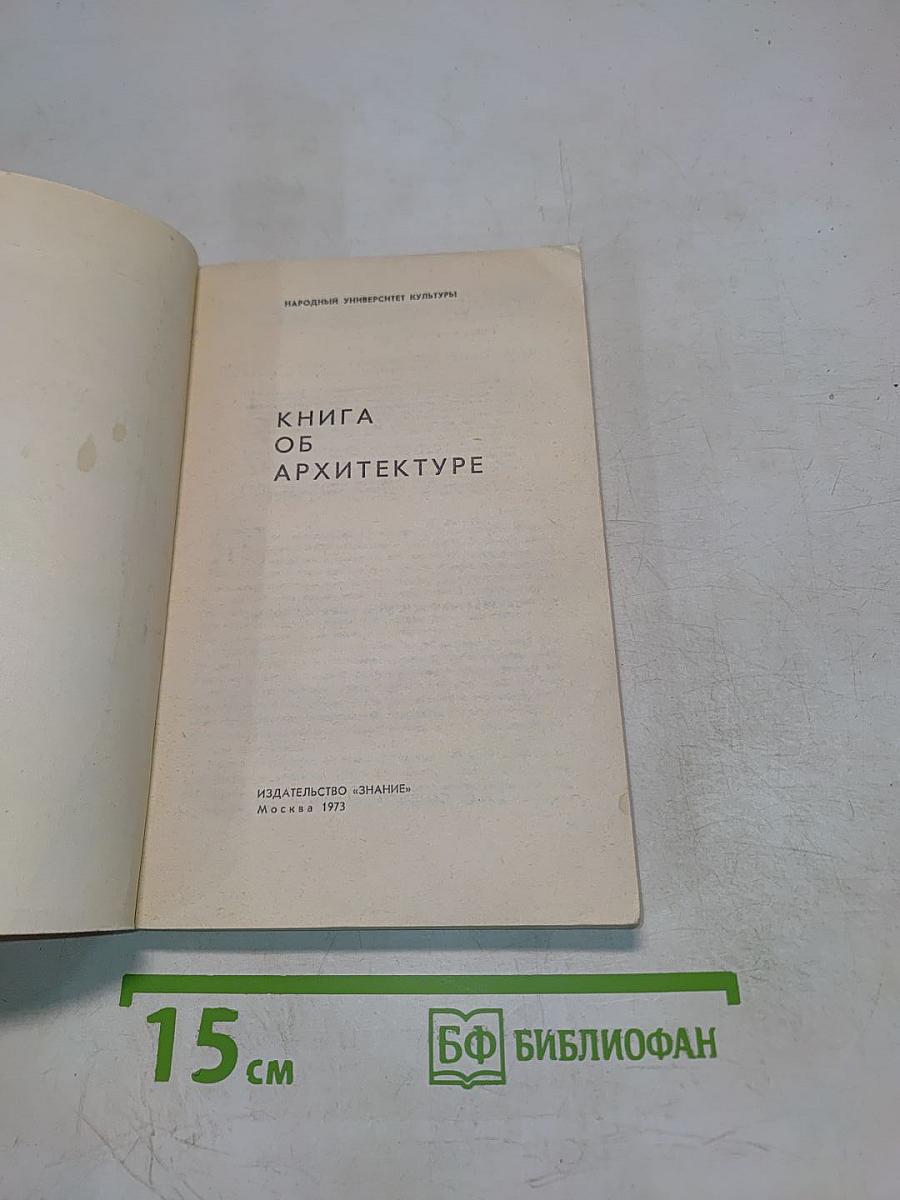 НАРОДНЫЙ УНИВЕРСИТЕТ КУЛЬТУРЫ
КНИГА
ОБ
АРХИТЕКТУРЕ
ИЗДАТЕЛЬСТВО «ЗНАНИЕ»
Москва 1973
15 см
БФ БИБЛИОФАН